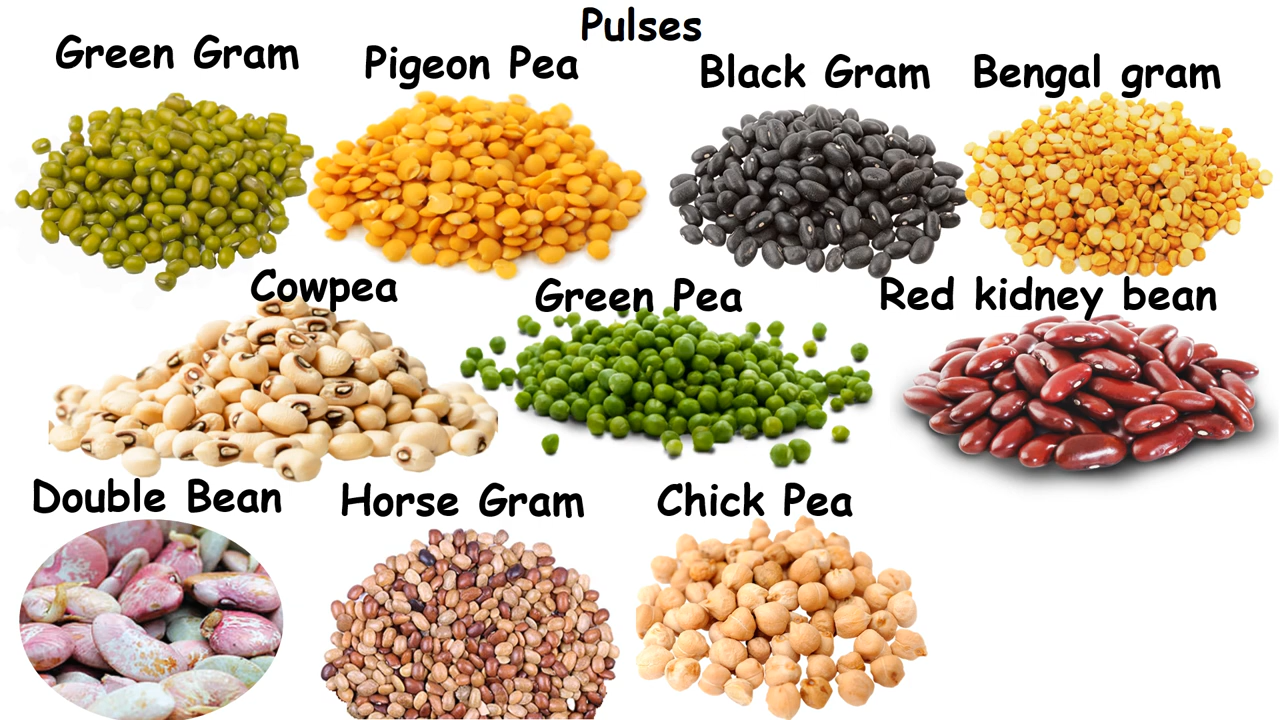 Pulses
Green Gram
Pigeon Pea
Black Gram
Bengal gram
Cowpea
Green Pea
Red kidney bean
Double Bean
Horse Gram
Chick Pea